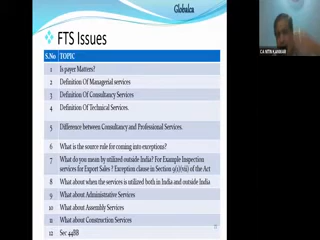 Globalca
FTS Issues
S.No TOPIC
1 Is payer Matters?
2 Definition Of Managerial services
3 Definition Of Consultancy Services
4 Definition Of Technical Services.
5 Difference between Consultancy and Professional Services.
6 What is the source rule for coming into exceptions?
7 What do you mean by utilized outside India? For Example Inspection
services for Export Sales ? Exception clause in Section 9(1)(vii) of the Act
8 What about when the services is utilized both in India and outside India
9 What about Administrative Services
10 What about Assembly Services
11 What about Construction Services
12 Sec 44BB
CA NITIN KANWAR